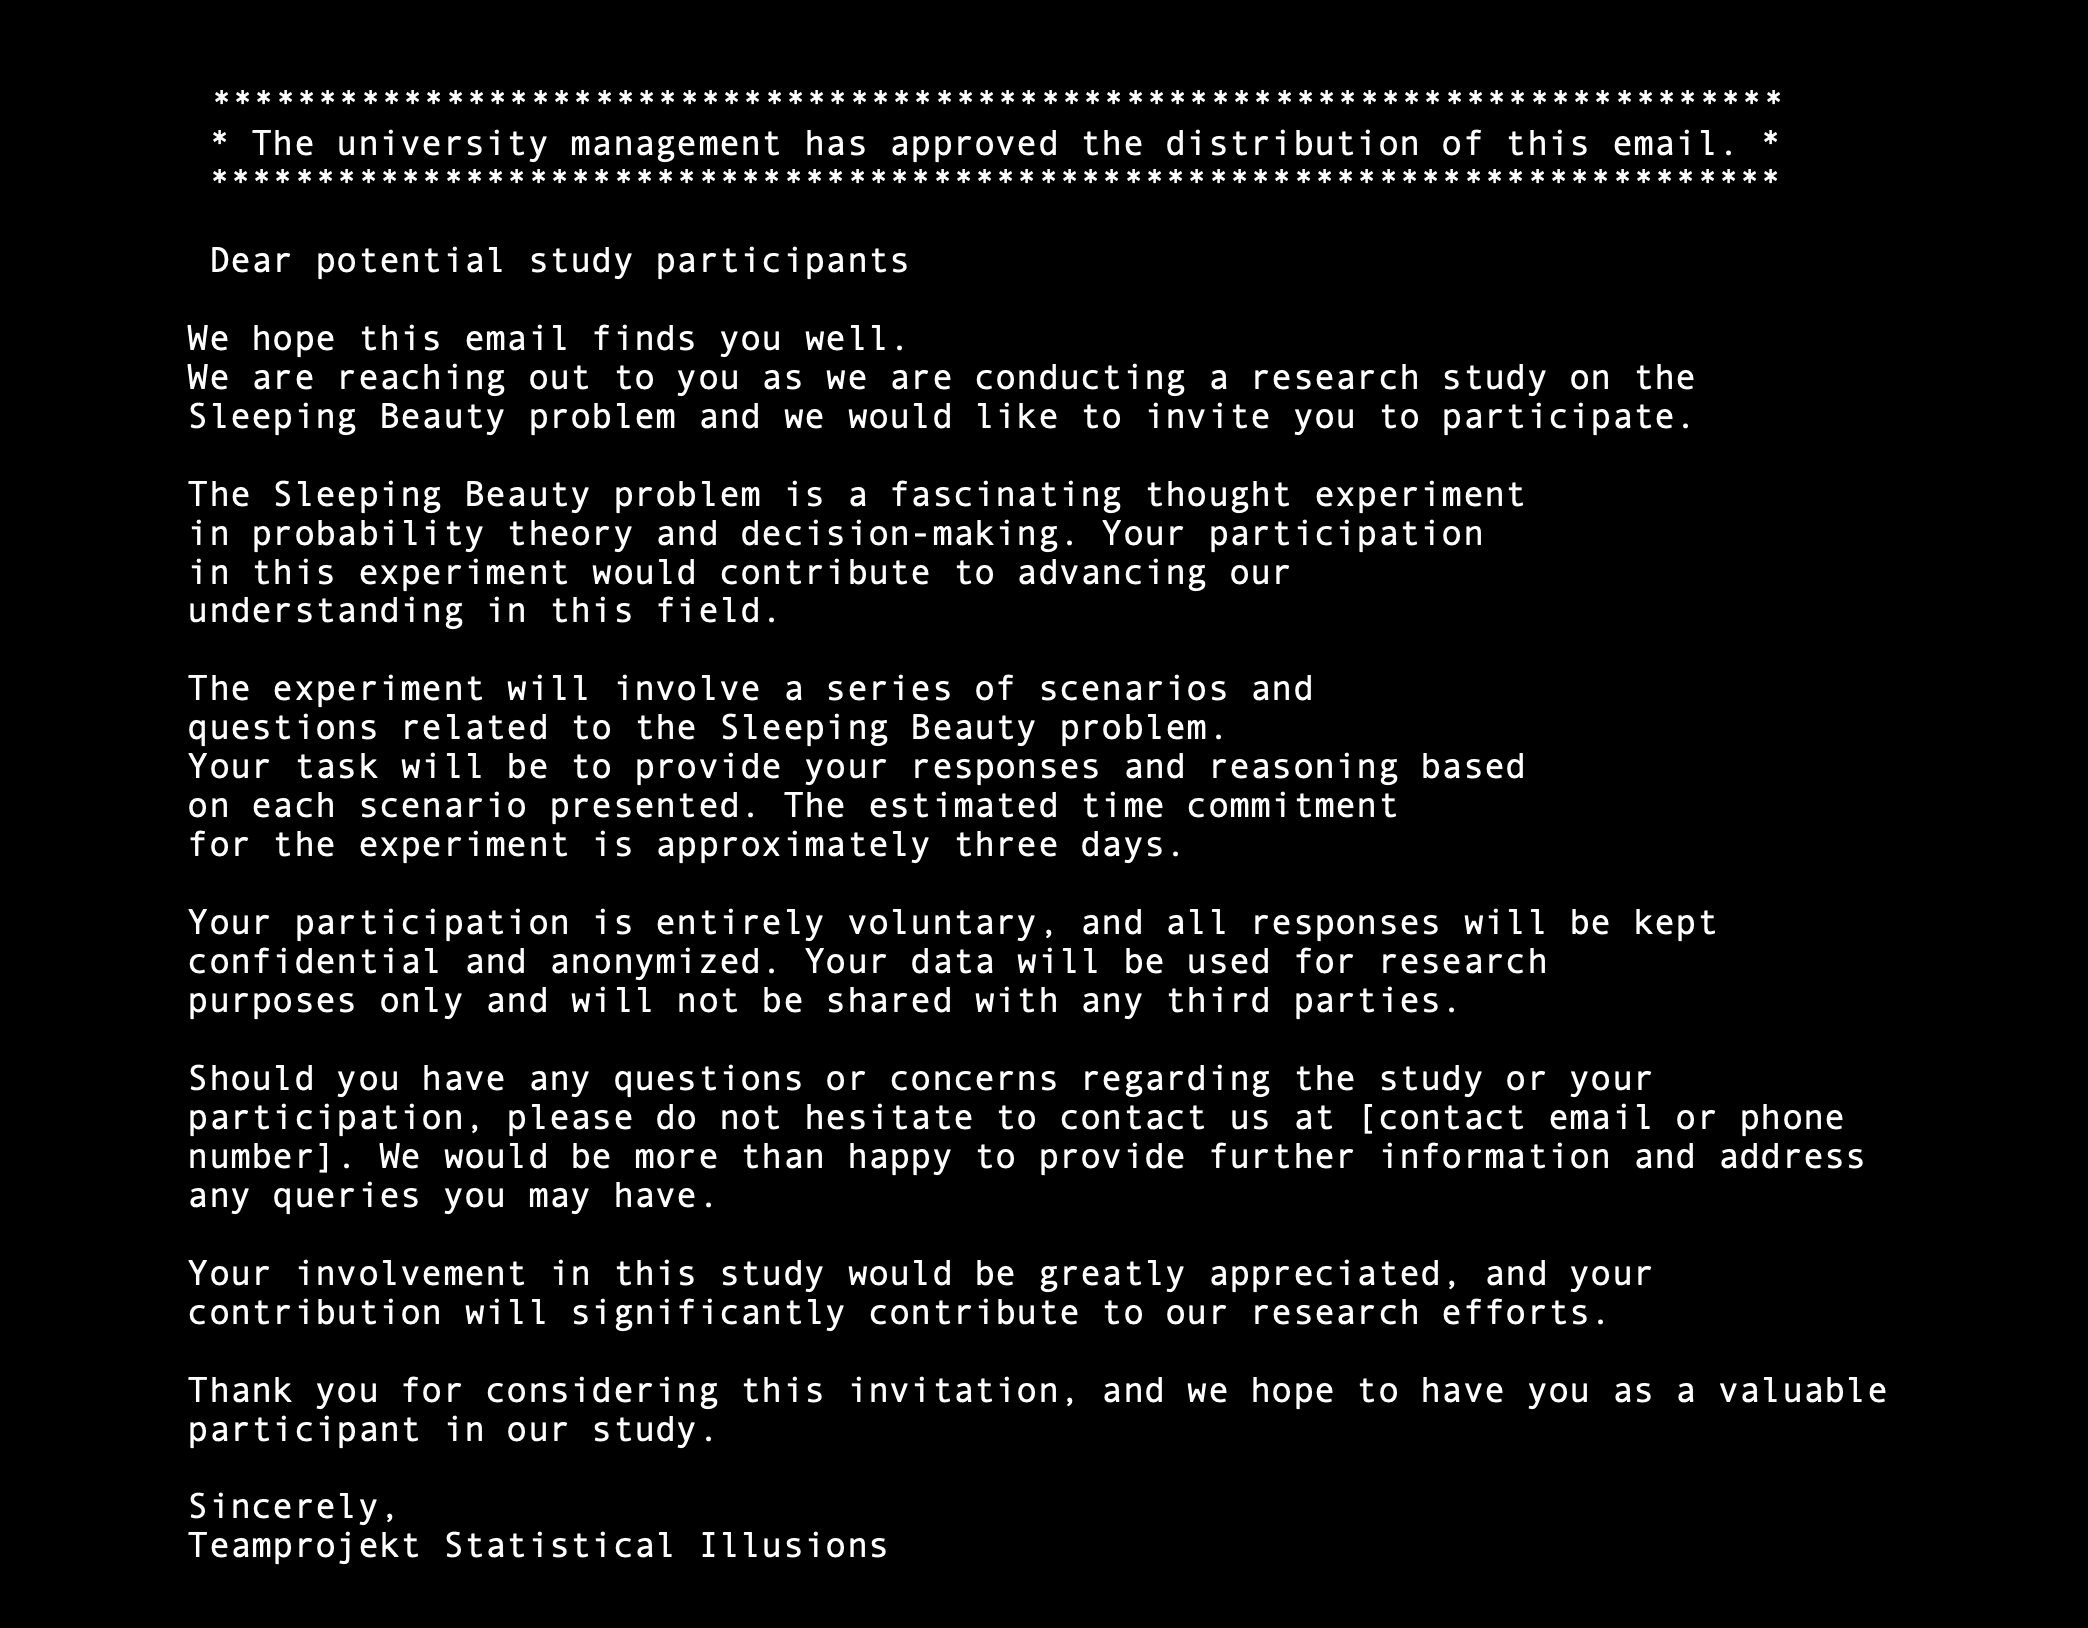 **************************************************************************
* The university management has approved the distribution of this email. *
**************************************************************************
Dear potential study participants
We hope this email finds you well.
We are reaching out to you as we are conducting a research study on the
Sleeping Beauty problem and we would like to invite you to participate.
The Sleeping Beauty problem is a fascinating thought experiment
in probability theory and decision-making. Your participation
in this experiment would contribute to advancing our
understanding in this field.
The experiment will involve a series of scenarios and
questions related to the Sleeping Beauty problem.
Your task will be to provide your responses and reasoning based
on each scenario presented. The estimated time commitment
for the experiment is approximately three days.
Your participation is entirely voluntary, and all responses will be kept
confidential and anonymized. Your data will be used for research
purposes only and will not be shared with any third parties.
Should you have any questions or concerns regarding the study or your
participation, please do not hesitate to contact us at [contact email or phone
number]. We would be more than happy to provide further information and address
any queries you may have.
Your involvement in this study would be greatly appreciated, and your
contribution will significantly contribute to our research efforts.
Thank you for considering this invitation, and we hope to have you as a valuable
participant in our study.
Sincerely,
Teamprojekt Statistical Illusions